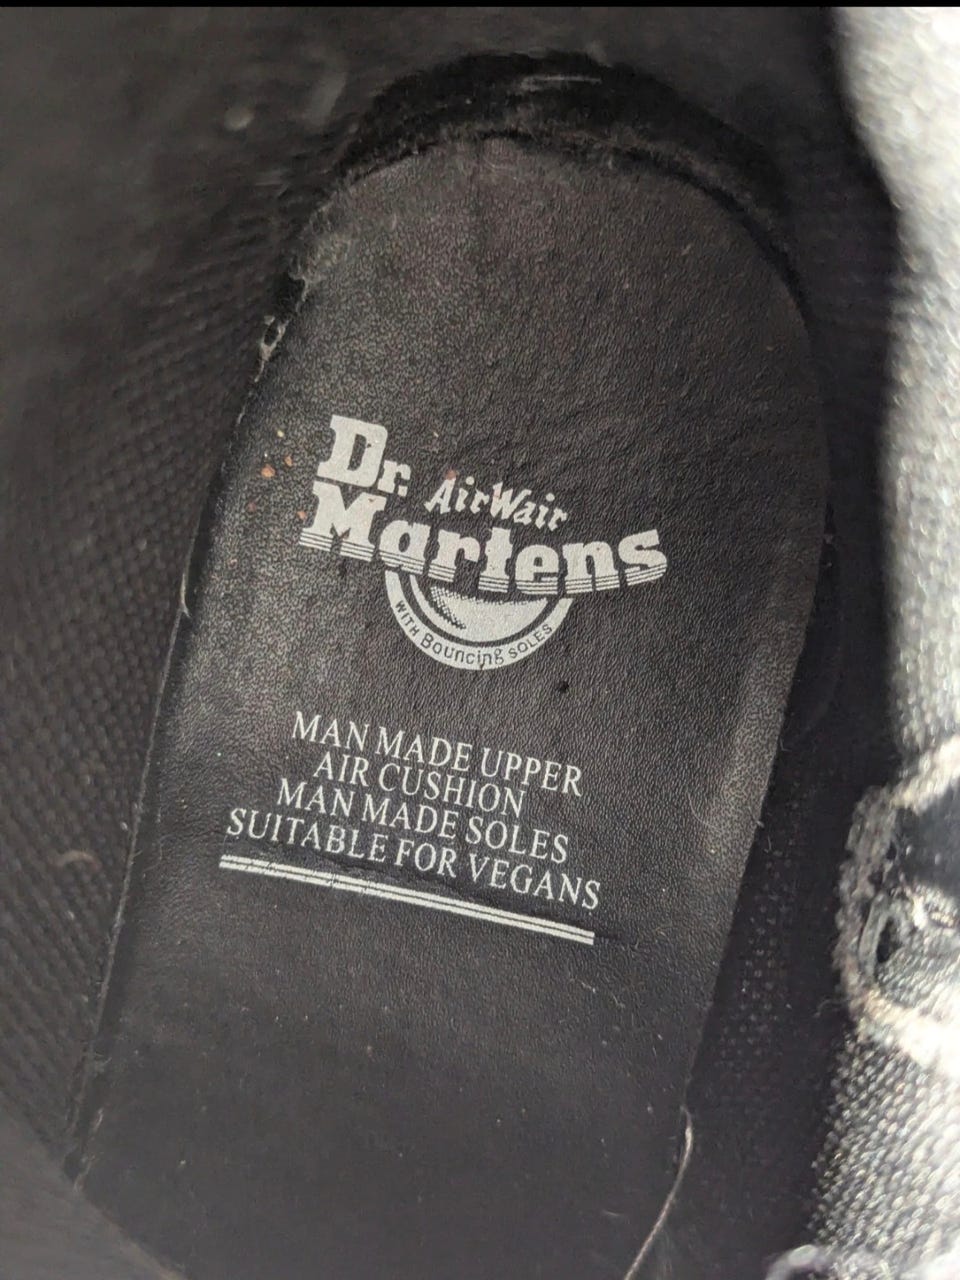 Dr.
AirWair
Martens
WITH Bouncing SOLES
MAN MADE UPPER
AIR CUSHION
MAN MADE SOLES
SUITABLE FOR VEGANS